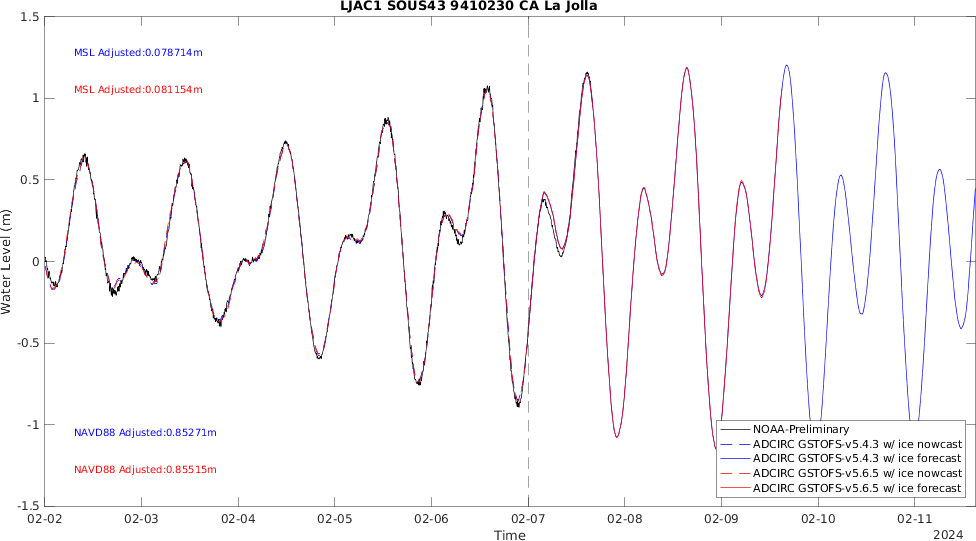 LJAC1 SOUS43 9410230 CA La Jolla
1.5
1
0.5
0
-0.5
-1
-1.5
Water Level (m)
MSL Adjusted:0.078714m
MSL Adjusted:0.081154m
NAVD88 Adjusted:0.85271m
NAVD88 Adjusted:0.85515m
NOAA-Preliminary
ADCIRC GSTOFS-v5.4.3 w/ ice nowcast
ADCIRC GSTOFS-v5.4.3 w/ ice forecast
ADCIRC GSTOFS-v5.6.5 w/ ice nowcast
ADCIRC GSTOFS-v5.6.5 w/ ice forecast
02-02 02-03 02-04 02-05 02-06 02-07 02-08 02-09 02-10 02-11
Time
2024